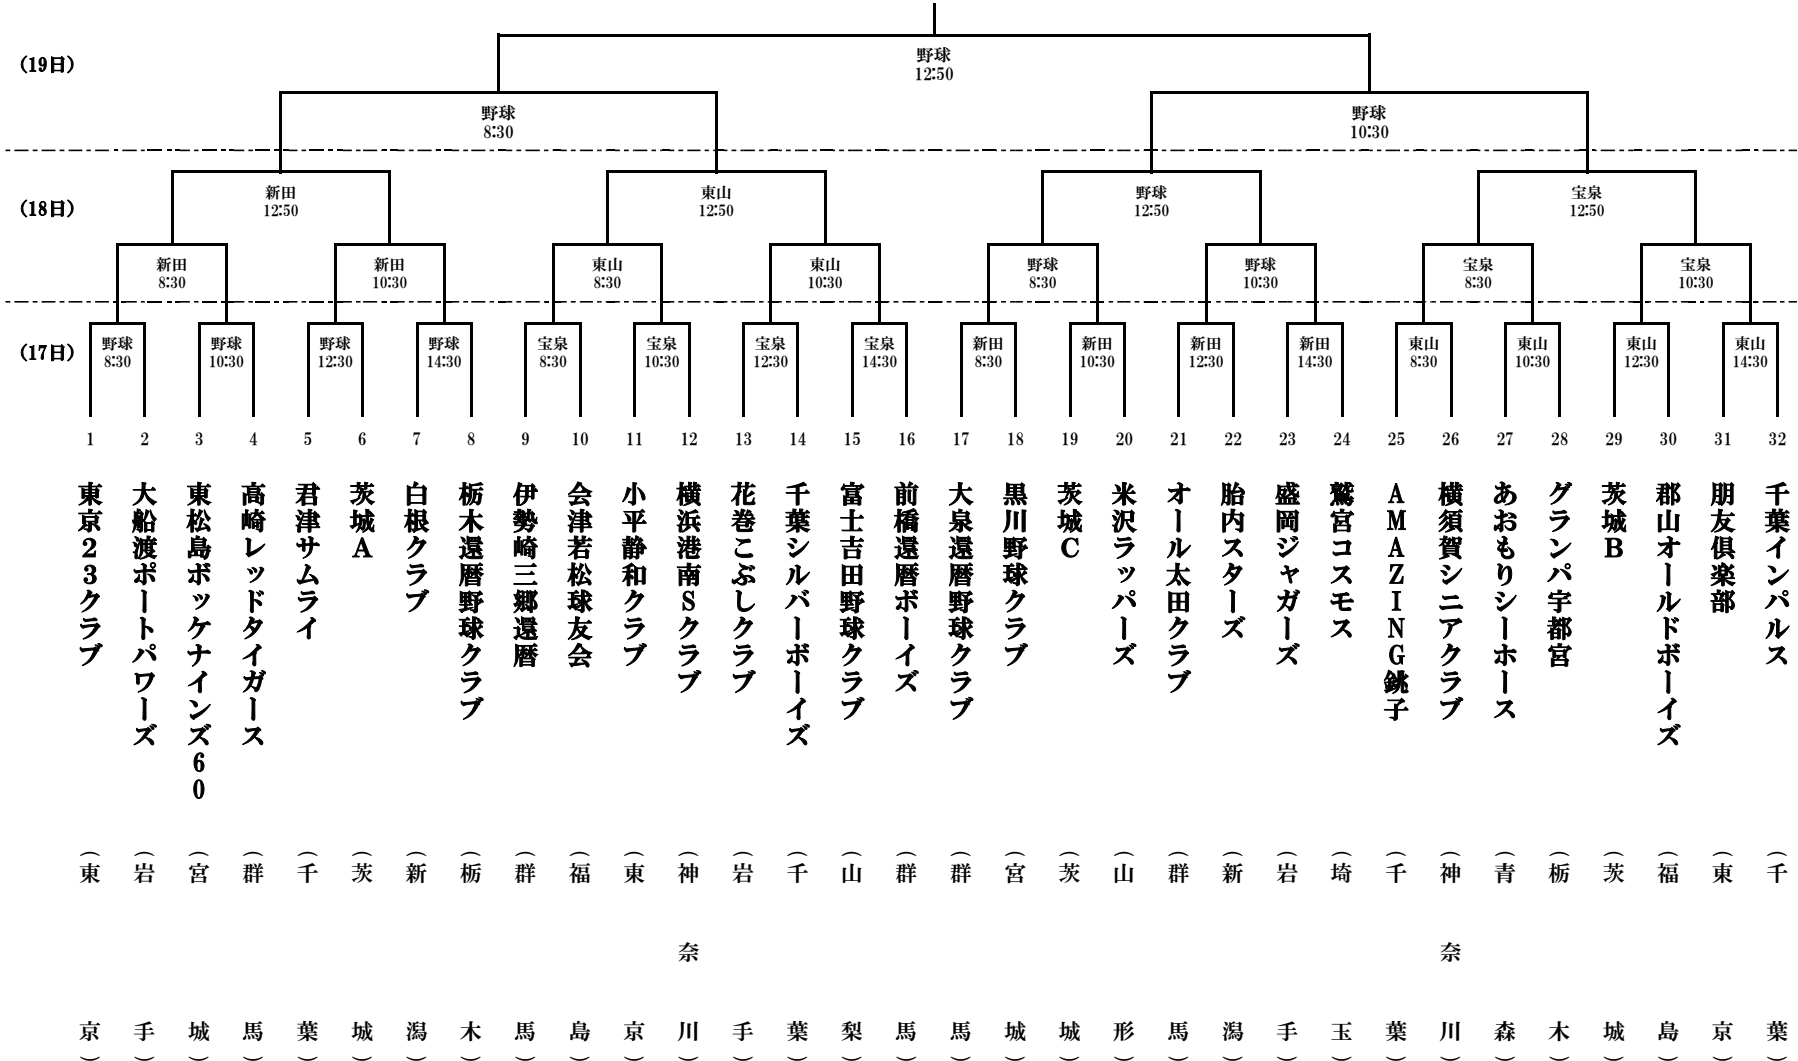 野球
12:50
(19日)
野球
8:30
野球
10:30
(18日)
新田
12:50
東山
12:50
野球
12:50
宝泉
12:50
新田
8:30
新田
10:30
東山
8:30
東山
10:30
野球
8:30
野球
10:30
宝泉
8:30
宝泉
10:30
(17日)
野球
8:30
野球
10:30
野球
12:30
野球
14:30
宝泉
8:30
宝泉
10:30
宝泉
12:30
宝泉
14:30
新田
8:30
新田
10:30
新田
12:30
新田
14:30
東山
8:30
東山
10:30
東山
12:30
東山
14:30
1 東京23クラブ (東京)
2 大船渡ポートパワーズ (岩手)
3 東松島ボッケナインズ60 (宮城)
4 高崎レッドタイガース (群馬)
5 君津サムライ (千葉)
6 茨城A (茨城)
7 白根クラブ (新潟)
8 栃木還暦野球クラブ (栃木)
9 伊勢崎三郷還暦 (群馬)
10 会津若松球友会 (福島)
11 小平静和クラブ (東京)
12 横浜港南Sクラブ (神奈川)
13 花巻こぶしクラブ (岩手)
14 千葉シルバーボーイズ (千葉)
15 富士吉田野球クラブ (山梨)
16 前橋還暦ボーイズ (群馬)
17 大泉還暦野球クラブ (群馬)
18 黒川野球クラブ (宮城)
19 茨城C (茨城)
20 米沢ラッパーズ (山形)
21 オール太田クラブ (群馬)
22 胎内スターズ (新潟)
23 盛岡ジャガーズ (岩手)
24 鷲宮コスモス (埼玉)
25 AMAZING銚子 (千葉)
26 横須賀シニアクラブ (神奈川)
27 あおもりシーホース (青森)
28 グランパ宇都宮 (栃木)
29 茨城B (茨城)
30 郡山オールドボーイズ (福島)
31 朋友倶楽部 (東京)
32 千葉インパルス (千葉)